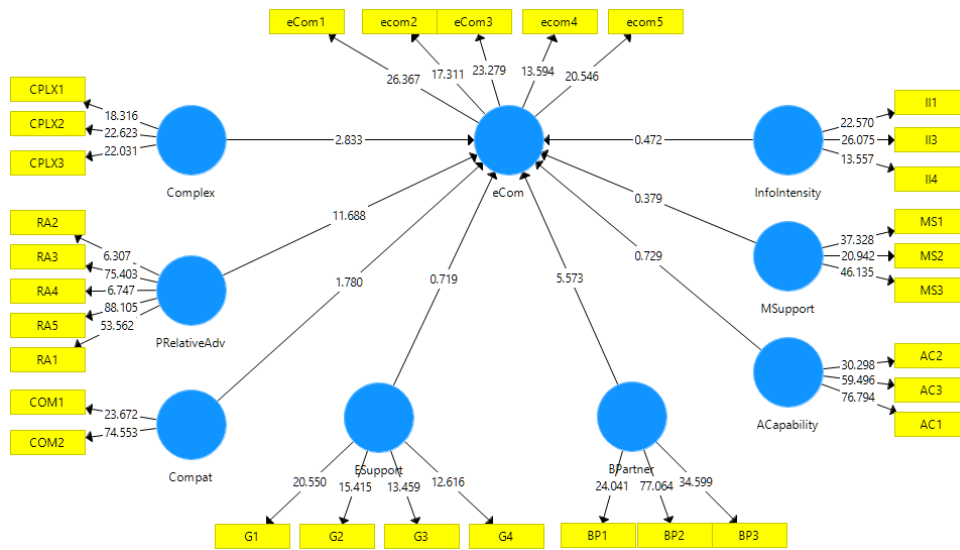 eCom1
ecom2
eCom3
ecom4
ecom5
26.367
17.311
23.279
13.594
20.546
CPLX1
CPLX2
CPLX3
18.316
22.623
22.031
Complex
2.833
eCom
0.472
InfoIntensity
22.570
26.075
13.557
II1
II3
II4
RA2
RA3
RA4
RA5
RA1
6.307
75.403
6.747
88.105
53.562
PRelativeAdv
11.688
0.379
MSupport
37.328
20.942
46.135
MS1
MS2
MS3
COM1
COM2
23.672
74.553
Compat
1.780
0.719
5.573
0.729
ACapability
30.298
59.496
76.794
AC2
AC3
AC1
ESupport
20.550
15.415
13.459
12.616
G1
G2
G3
G4
BPartner
24.041
77.064
34.599
BP1
BP2
BP3